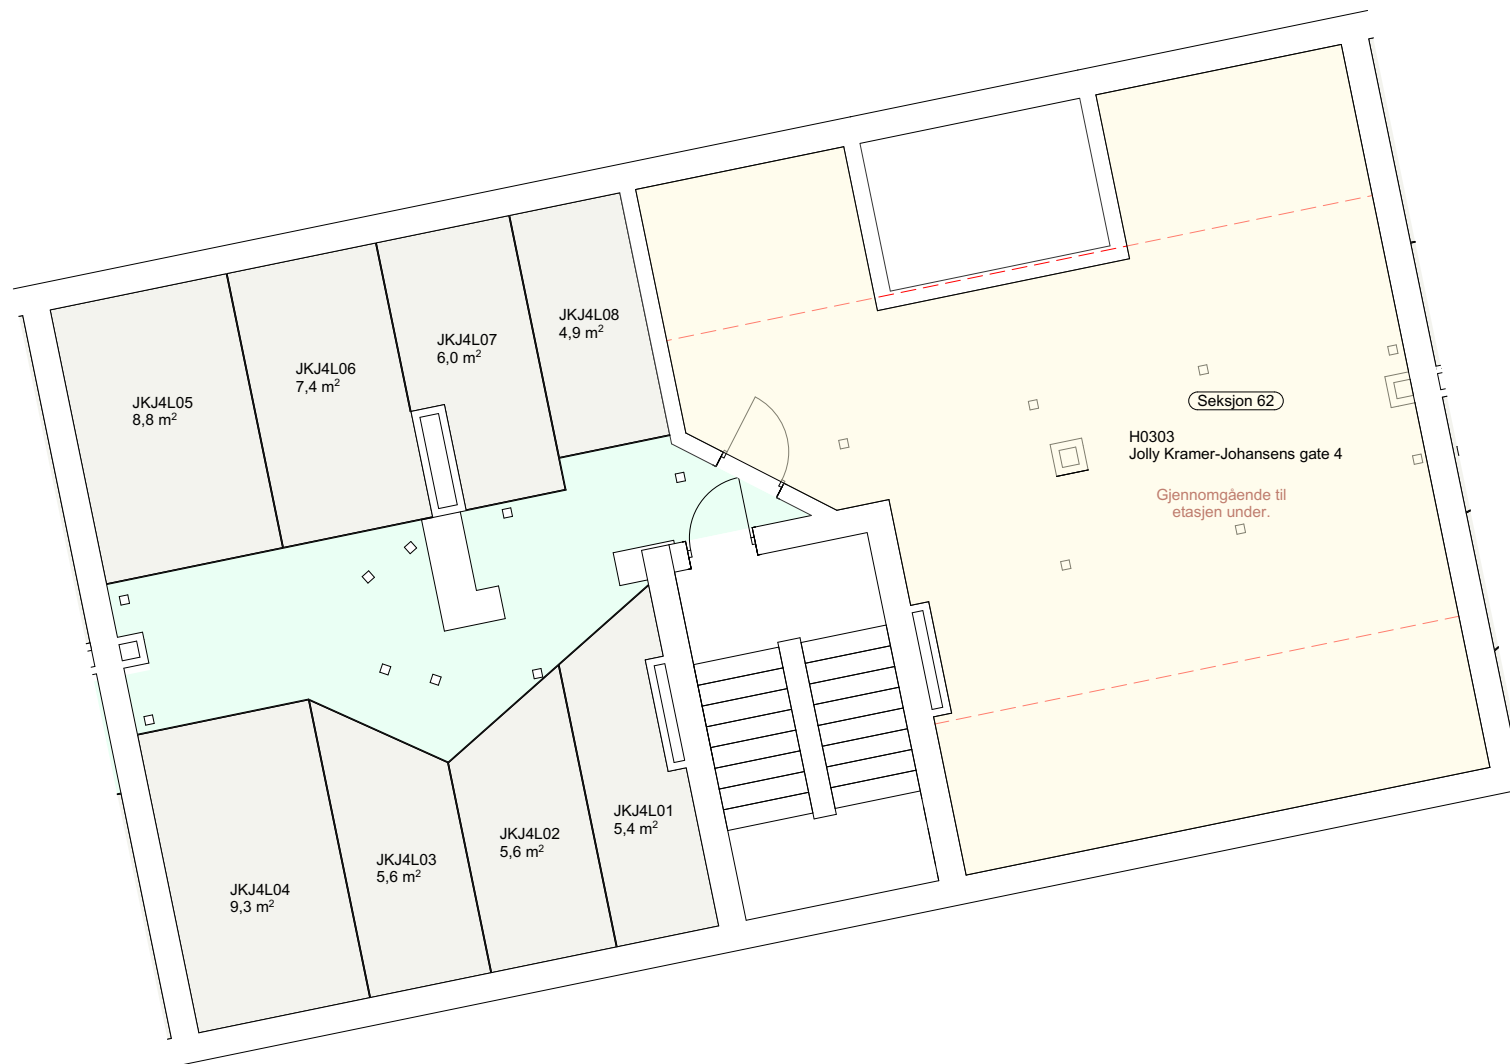 JKJ4L08
4,9 m²
JKJ4L07
6,0 m²
JKJ4L06
7,4 m²
JKJ4L05
8,8 m²
Seksjon 62
H0303
Jolly Kramer-Johansens gate 4
Gjennomgående til
etasjen under.
JKJ4L01
5,4 m²
JKJ4L02
5,6 m²
JKJ4L03
5,6 m²
JKJ4L04
9,3 m²